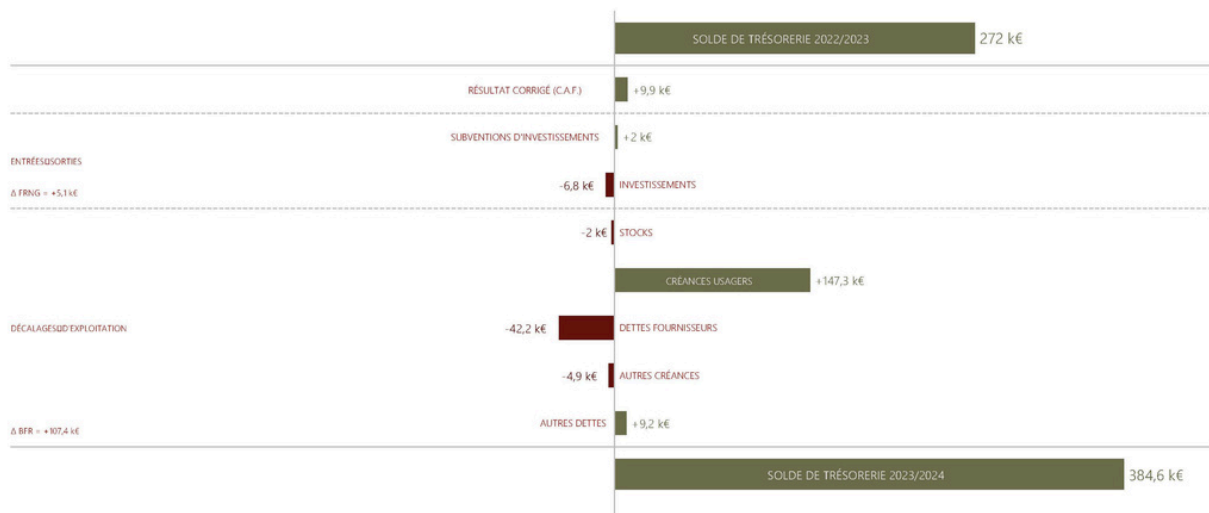 SOLDE DE TRÉSORERIE 2022/2023 272 k€
RÉSULTAT CORRIGÉ (C.A.F.) +9,9 k€
SUBVENTIONS D'INVESTISSEMENTS +2 k€
ENTRÉES▯SORTIES
-6,8 k€ INVESTISSEMENTS
Δ FRNG = +5,1 k€
-2 k€ STOCKS
CRÉANCES USAGERS +147,3 k€
DÉCALAGES▯D'EXPLOITATION -42,2 k€ DETTES FOURNISSEURS
-4,9 k€ AUTRES CRÉANCES
AUTRES DETTES +9,2 k€
Δ BFR = +107,4 k€
SOLDE DE TRÉSORERIE 2023/2024 384,6 k€